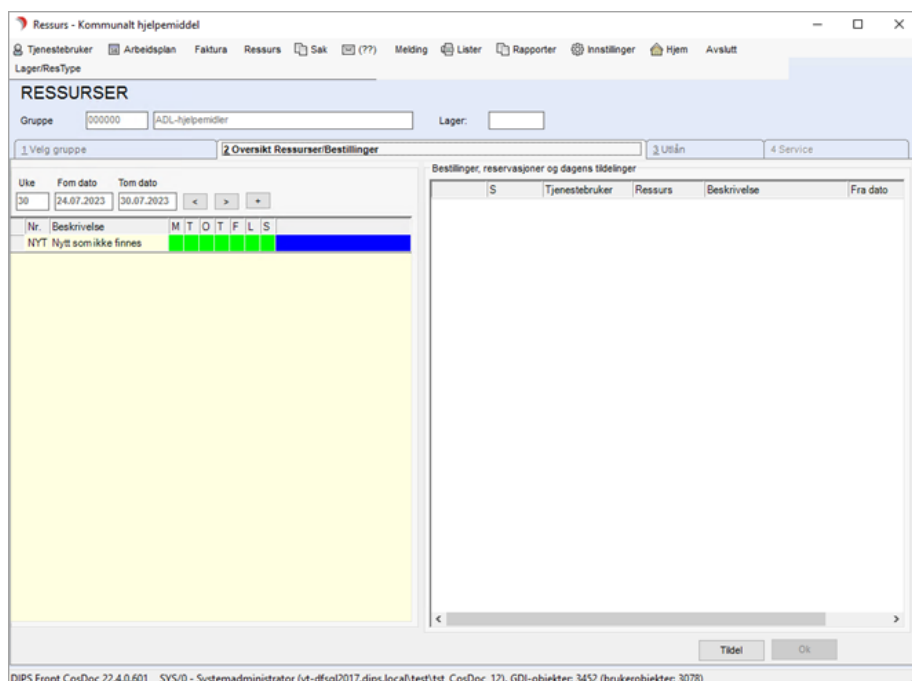 Ressurs - Kommunalt hjelpemiddel
Tjenestebruker Arbeidsplan Faktura Ressurs Sak (??) Melding Lister Rapporter Innstilinger Hjem Avslutt
Lager/ResType
RESSURSER
Gruppe 000000 ADL-hjelpemidler Lager:
1 Velg gruppe 2 Oversikt Ressurser/Bestillinger 3 Utlån 4 Service
Bestillinger, reservasjoner og dagens tildelinger
S Tjenestebruker Ressurs Beskrivelse Fra dato
Uke Fom dato Tom dato
30 24.07.2023 30.07.2023 < > +
Nr. Beskrivelse M T O T F L S
NYT Nytt som ikke finnes
Tildel Ok
DIPS Front CosDoc 22.4.0.601 SYS/0 - Systemadministrator (vt-dfsql2017.dips.local\test\tst_CosDoc_12), GDI-objekter: 3452 (brukerobjekter: 3078)